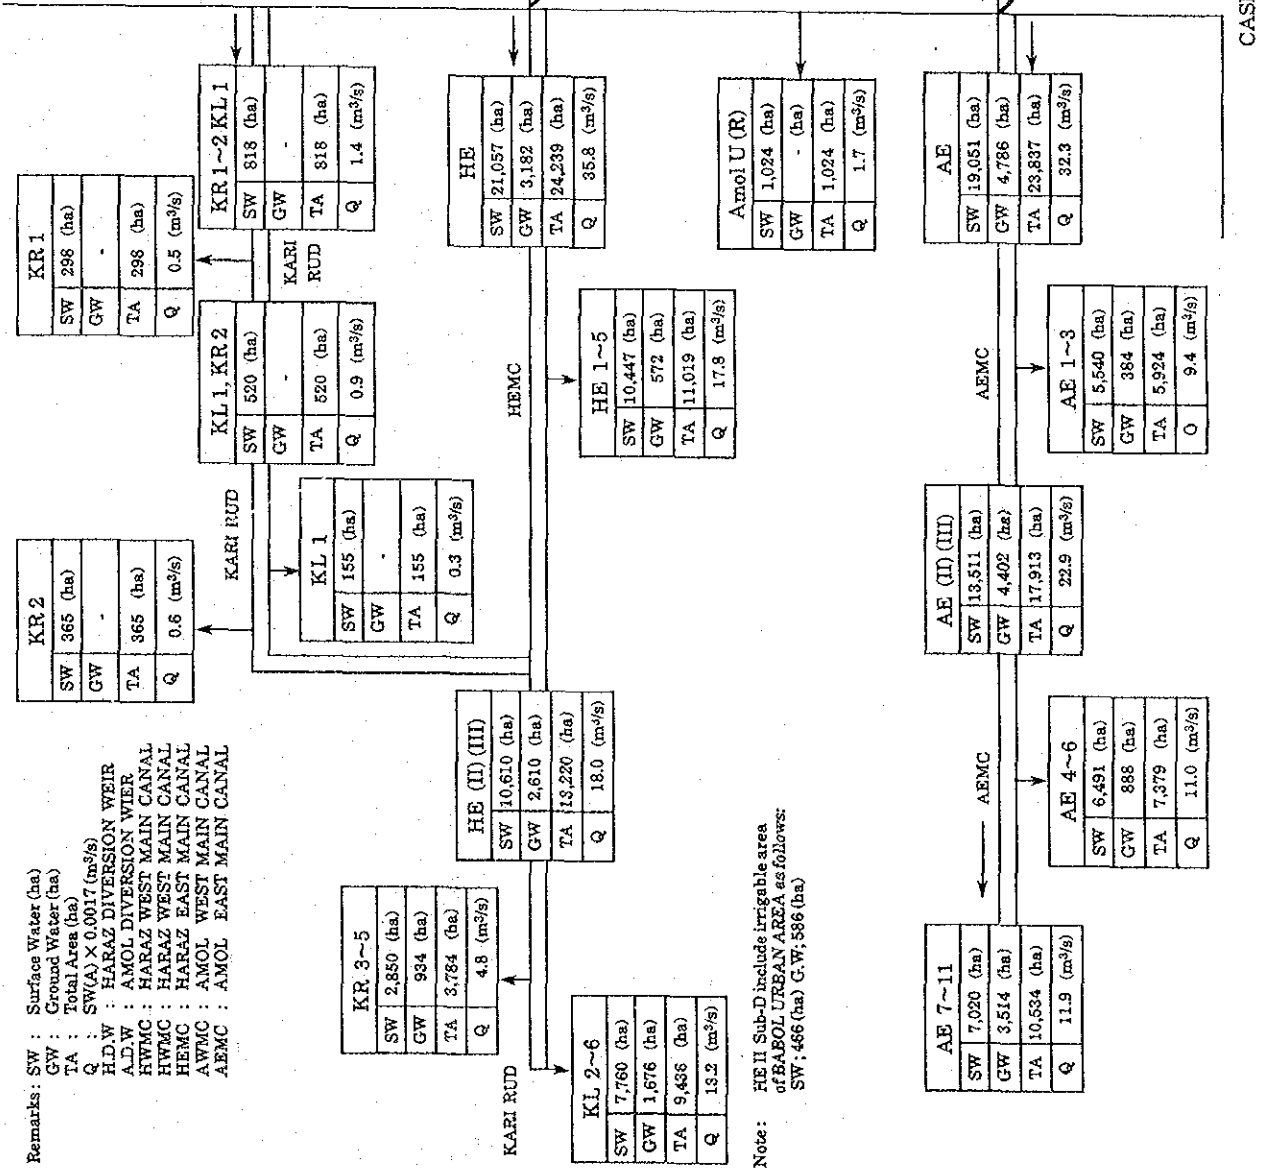 Remarks: SW : Surface Water (ha)
GW : Ground Water (ha)
TA : Total Area (ha)
Q : SW(A) × 0.0017 (m³/s)
H.D.W : HARAZ DIVERSION WEIR
A.D.W : AMOL DIVERSION WIER
HWMC : HARAZ WEST MAIN CANAL
HWMC : HARAZ WEST MAIN CANAL
HEMC : HARAZ EAST MAIN CANAL
AWMC : AMOL WEST MAIN CANAL
AEMC : AMOL EAST MAIN CANAL
KR 2
SW 365 (ha)
GW -
TA 365 (ha)
Q 0.6 (m³/s)
KR 1
SW 298 (ha)
GW -
TA 298 (ha)
Q 0.5 (m³/s)
KARI RUD
KL 1, KR 2
SW 520 (ha)
GW -
TA 520 (ha)
Q 0.9 (m³/s)
KARI
RUD
KR 1~2 KL 1
SW 818 (ha)
GW -
TA 818 (ha)
Q 1.4 (m³/s)
KL 1
SW 155 (ha)
GW -
TA 155 (ha)
Q 0.3 (m³/s)
KR 3~5
SW 2,850 (ha)
GW 934 (ha)
TA 3,784 (ha)
Q 4.8 (m³/s)
HE (II) (III)
SW 10,610 (ha)
GW 2,610 (ha)
TA 13,220 (ha)
Q 18.0 (m³/s)
HEMC
HE
SW 21,057 (ha)
GW 3,182 (ha)
TA 24,239 (ha)
Q 35.8 (m³/s)
KARI RUD
KL 2~6
SW 7,760 (ha)
GW 1,676 (ha)
TA 9,436 (ha)
Q 13.2 (m³/s)
HE 1~5
SW 10,447 (ha)
GW 572 (ha)
TA 11,019 (ha)
Q 17.8 (m³/s)
Amol U (R)
SW 1,024 (ha)
GW - (ha)
TA 1,024 (ha)
Q 1.7 (m³/s)
Note: HE II Sub-D include irrigable area
of BABOL URBAN AREA as follows:
SW ; 466 (ha) G.W; 586 (ha)
AE 7~11
SW 7,020 (ha)
GW 3,514 (ha)
TA 10,534 (ha)
Q 11.9 (m³/s)
AEMC
AE 4~6
SW 6,491 (ha)
GW 888 (ha)
TA 7,379 (ha)
Q 11.0 (m³/s)
AE (II) (III)
SW 13,511 (ha)
GW 4,402 (ha)
TA 17,913 (ha)
Q 22.9 (m³/s)
AEMC
AE 1~3
SW 5,540 (ha)
GW 384 (ha)
TA 5,924 (ha)
Q 9.4 (m³/s)
AE
SW 19,051 (ha)
GW 4,786 (ha)
TA 23,837 (ha)
Q 32.3 (m³/s)